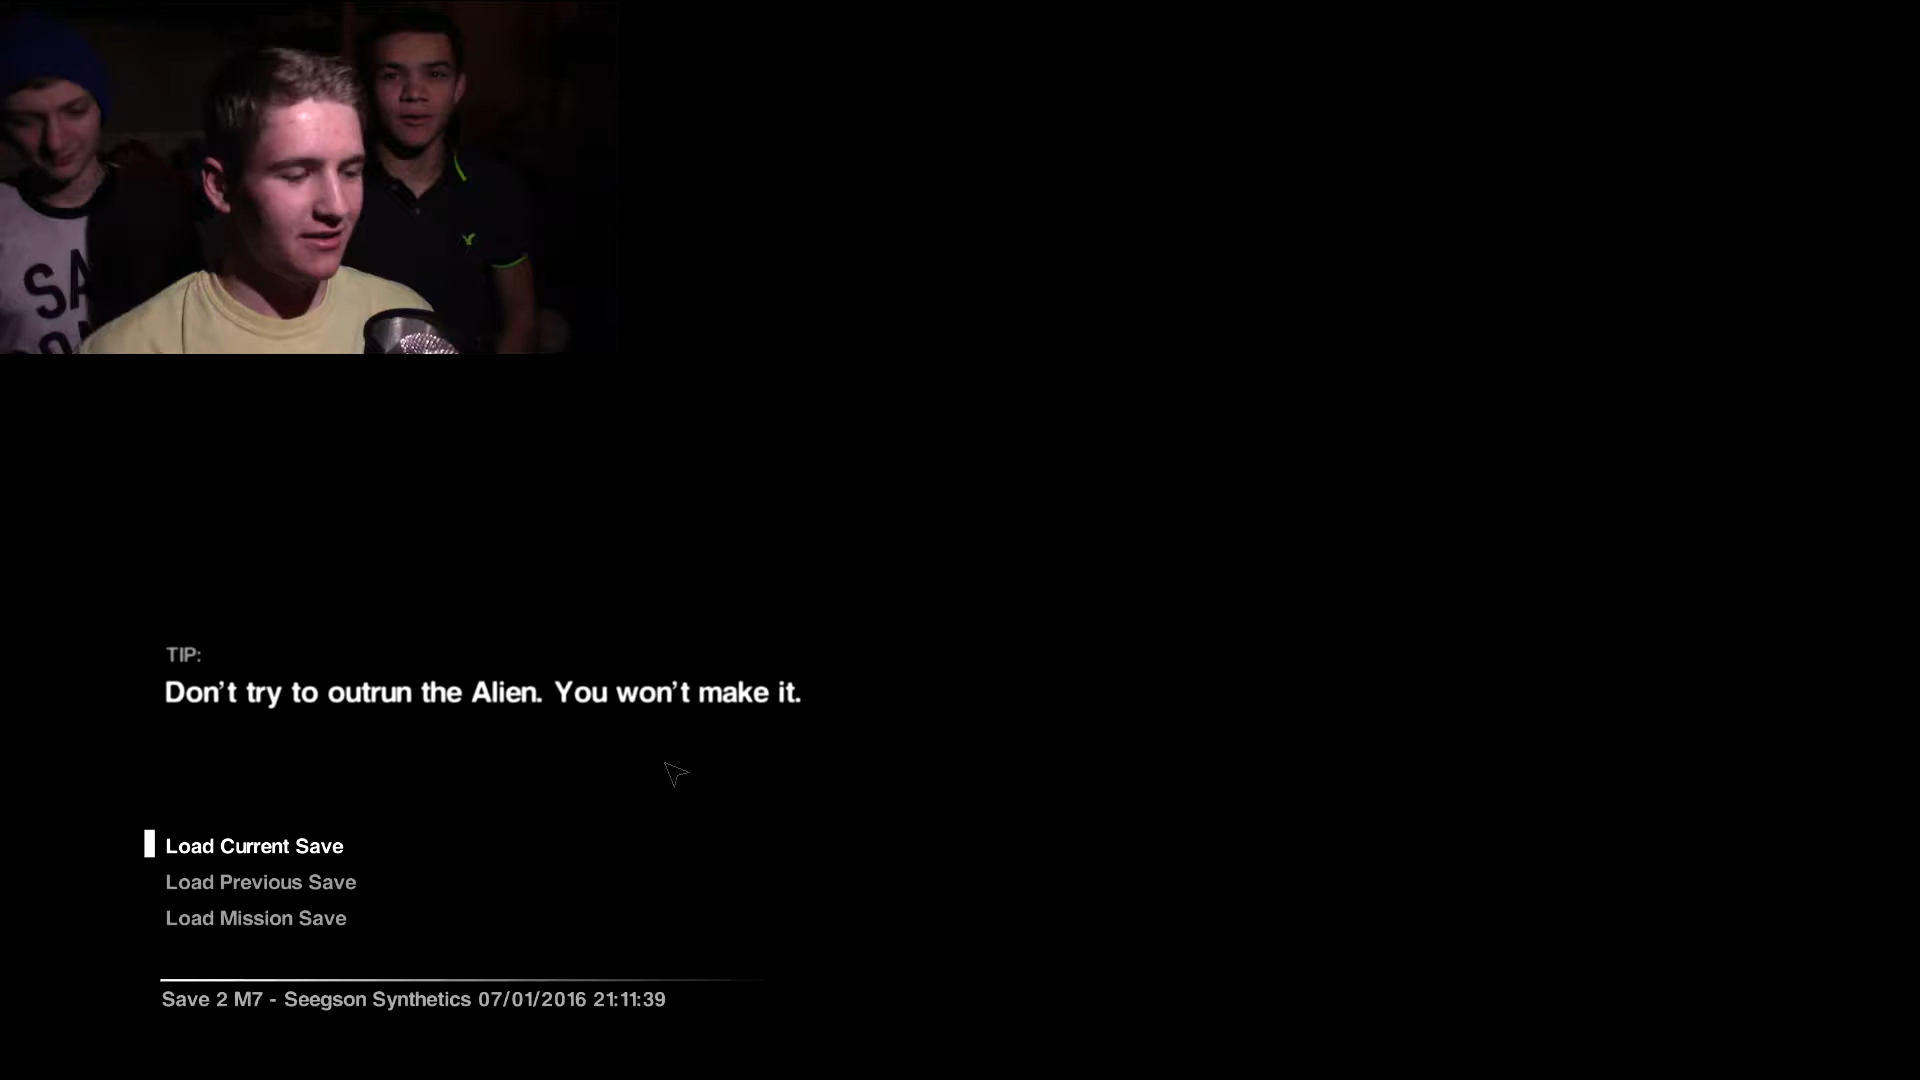 SA
TIP:
Don't try to outrun the Alien. You won't make it.
Load Current Save
Load Previous Save
Load Mission Save
Save 2 M7 - Seegson Synthetics 07/01/2016 21:11:39